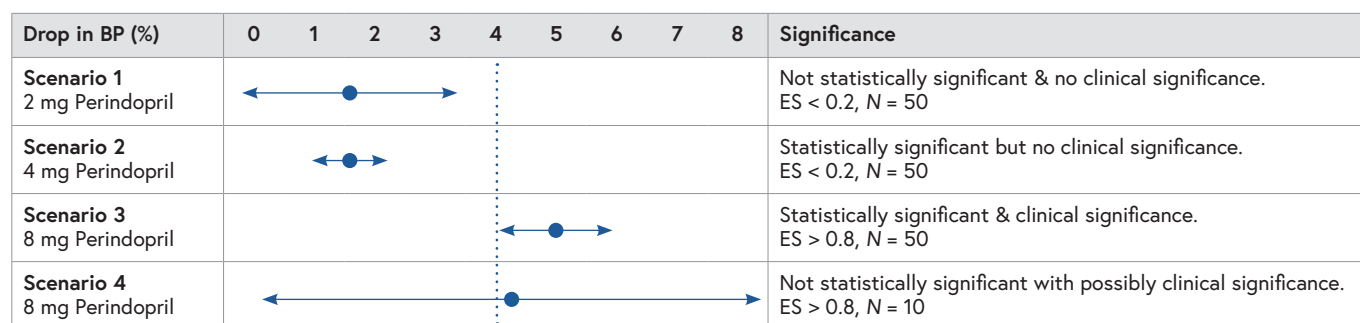 Drop in BP (%) 0 1 2 3 4 5 6 7 8 Significance
Scenario 1
2 mg Perindopril
Not statistically significant & no clinical significance.
ES < 0.2, N = 50
Scenario 2
4 mg Perindopril
Statistically significant but no clinical significance.
ES < 0.2, N = 50
Scenario 3
8 mg Perindopril
Statistically significant & clinical significance.
ES > 0.8, N = 50
Scenario 4
8 mg Perindopril
Not statistically significant with possibly clinical significance.
ES > 0.8, N = 10